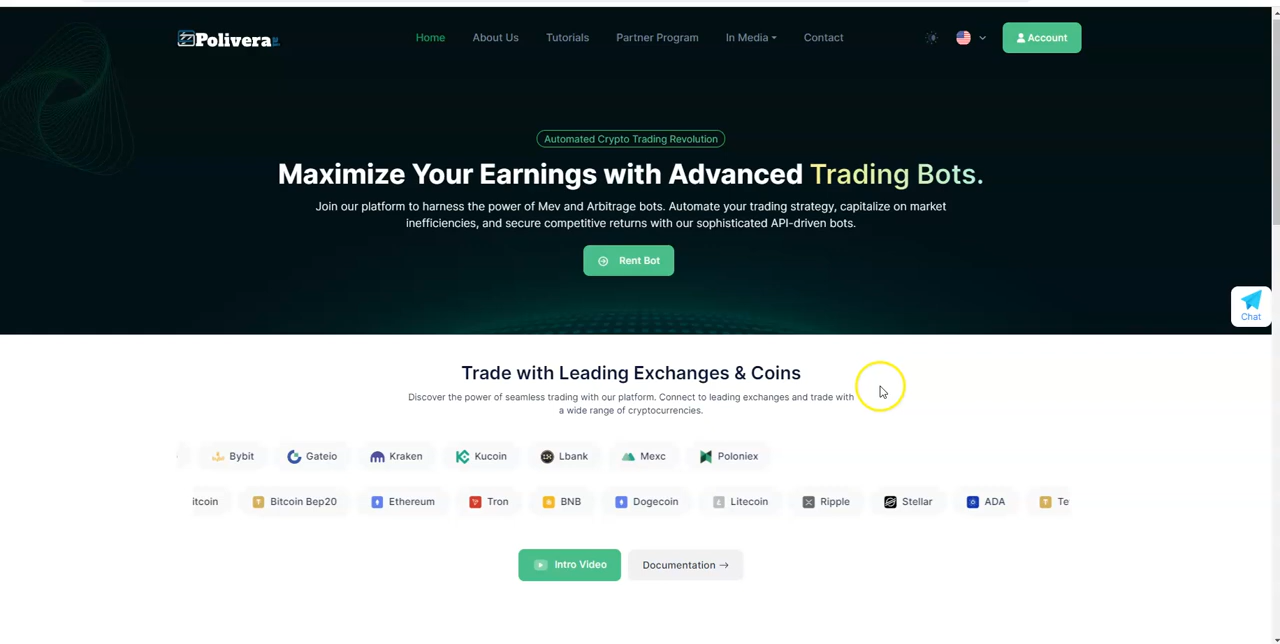 Polivera
Home About Us Tutorials Partner Program In Media Contact Account
Automated Crypto Trading Revolution
Maximize Your Earnings with Advanced Trading Bots.
Join our platform to harness the power of Mev and Arbitrage bots. Automate your trading strategy, capitalize on market
inefficiencies, and secure competitive returns with our sophisticated API-driven bots.
Rent Bot
Chat
Trade with Leading Exchanges & Coins
Discover the power of seamless trading with our platform. Connect to leading exchanges and trade with
a wide range of cryptocurrencies.
Bybit Gateio Kraken Kucoin Lbank Mexc Poloniex
itcoin Bitcoin Bep20 Ethereum Tron BNB Dogecoin Litecoin Ripple Stellar ADA Te
Intro Video Documentation →